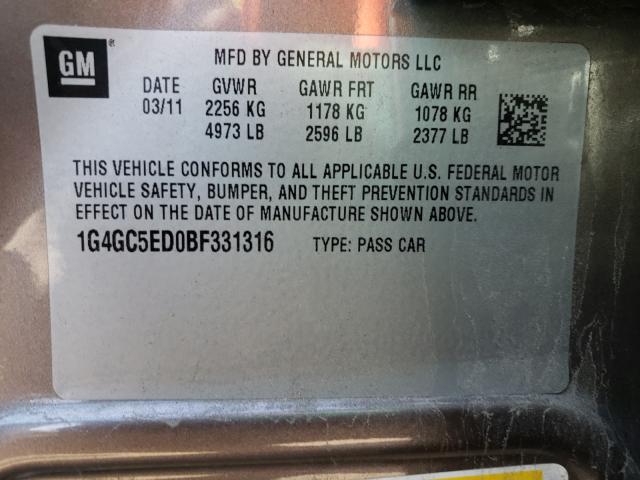 GM®
MFD BY GENERAL MOTORS LLC
DATE GVWR GAWR FRT GAWR RR
03/11 2256 KG 1178 KG 1078 KG
4973 LB 2596 LB 2377 LB
THIS VEHICLE CONFORMS TO ALL APPLICABLE U.S. FEDERAL MOTOR
VEHICLE SAFETY, BUMPER, AND THEFT PREVENTION STANDARDS IN
EFFECT ON THE DATE OF MANUFACTURE SHOWN ABOVE.
1G4GC5ED0BF331316 TYPE: PASS CAR